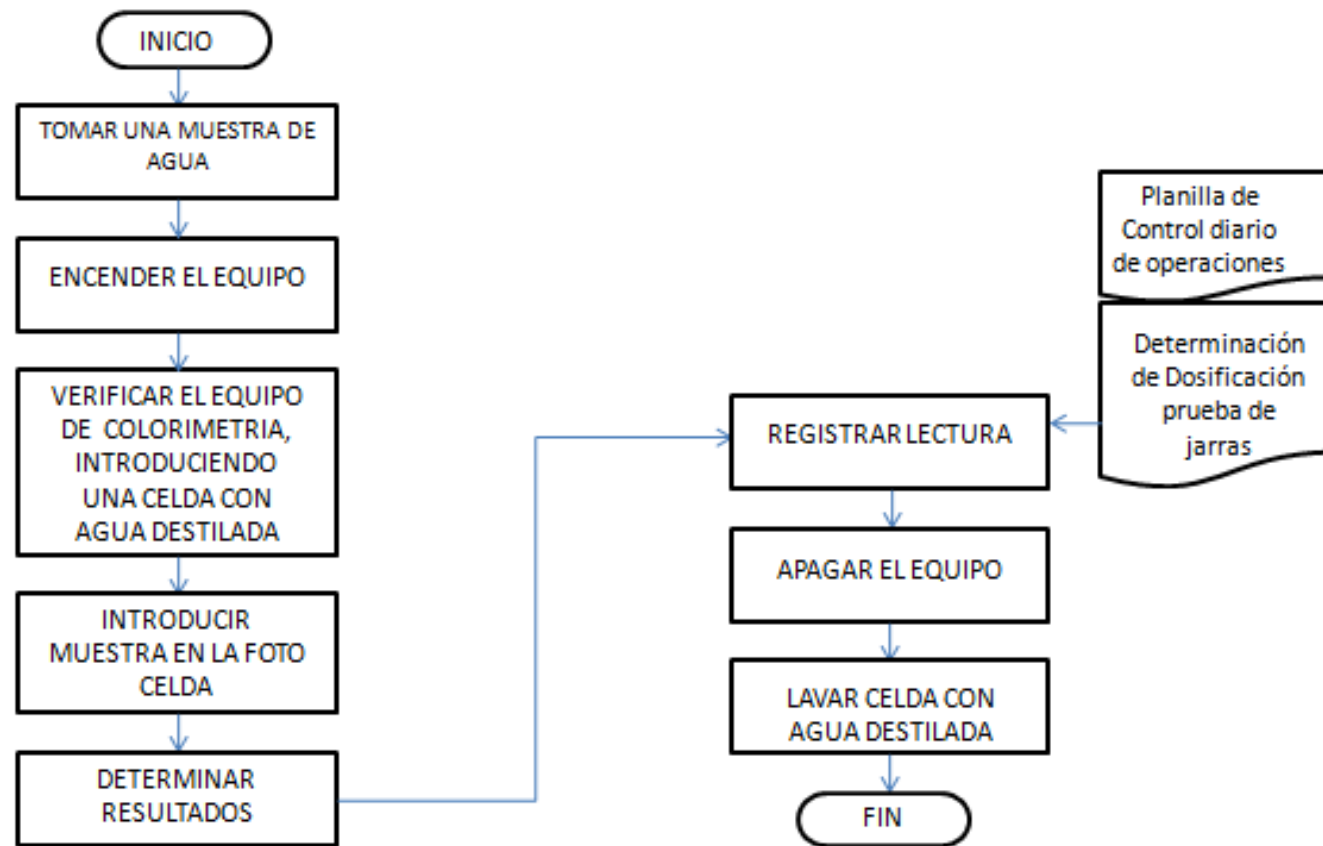 INICIO
TOMAR UNA MUESTRA DE
AGUA
ENCENDER EL EQUIPO
VERIFICAR EL EQUIPO
DE COLORIMETRIA,
INTRODUCIENDO
UNA CELDA CON
AGUA DESTILADA
INTRODUCIR
MUESTRA EN LA FOTO
CELDA
DETERMINAR
RESULTADOS
Planilla de
Control diario
de operaciones
Determinación
de Dosificación
prueba de
jarras
REGISTRAR LECTURA
APAGAR EL EQUIPO
LAVAR CELDA CON
AGUA DESTILADA
FIN